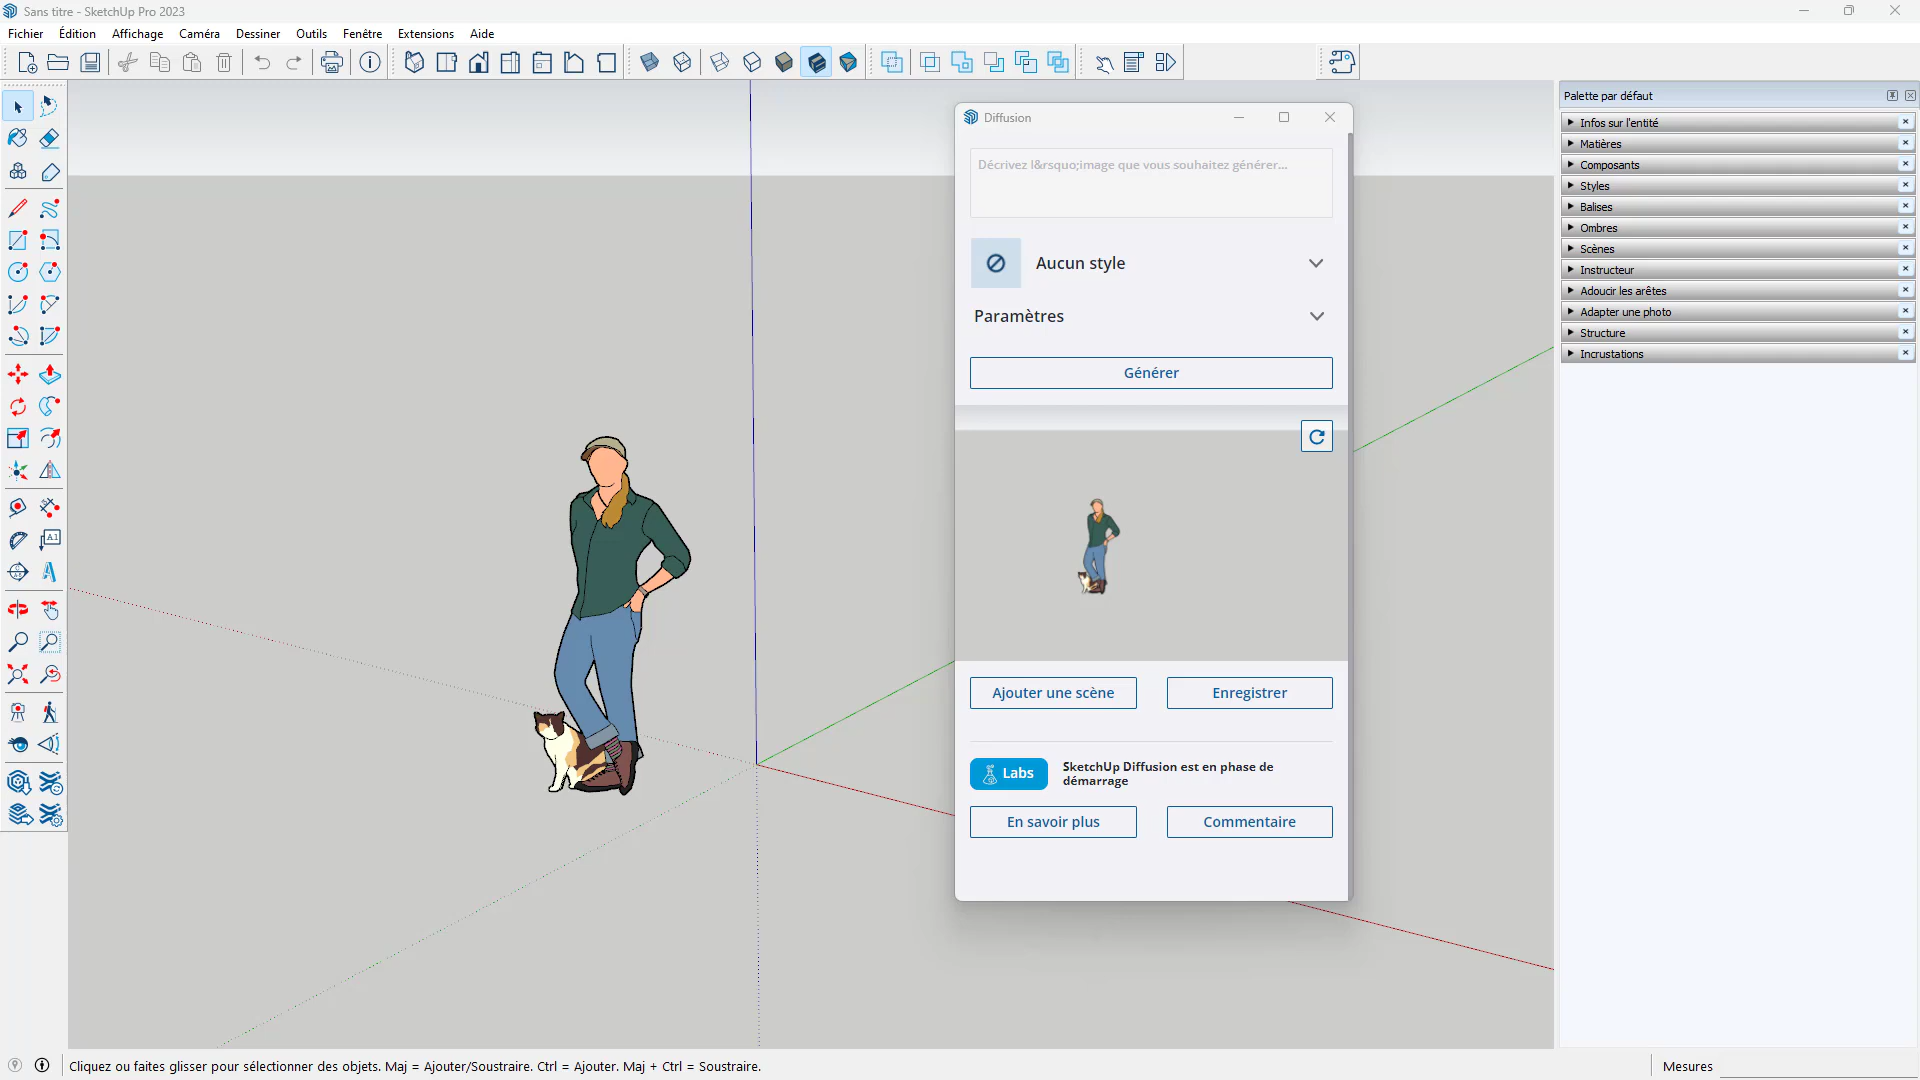 Sans titre - SketchUp Pro 2023
Fichier Édition Affichage Caméra Dessiner Outils Fenêtre Extensions Aide
Palette par défaut
Infos sur l'entité
Matières
Composants
Styles
Balises
Ombres
Scènes
Instructeur
Adoucir les arêtes
Adapter une photo
Structure
Incrustations
Diffusion
Décrivez l&rsquo;image que vous souhaitez générer...
Aucun style
Paramètres
Générer
Ajouter une scène Enregistrer
Labs
SketchUp Diffusion est en phase de
démarrage
En savoir plus Commentaire
Cliquez ou faites glisser pour sélectionner des objets. Maj = Ajouter/Soustraire. Ctrl = Ajouter. Maj + Ctrl = Soustraire.
Mesures